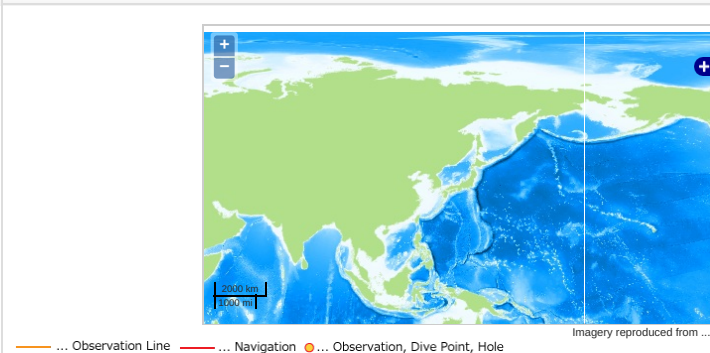 +
−
+
2000 km
1000 mi
Imagery reproduced from ...
... Observation Line ... Navigation ... Observation, Dive Point, Hole